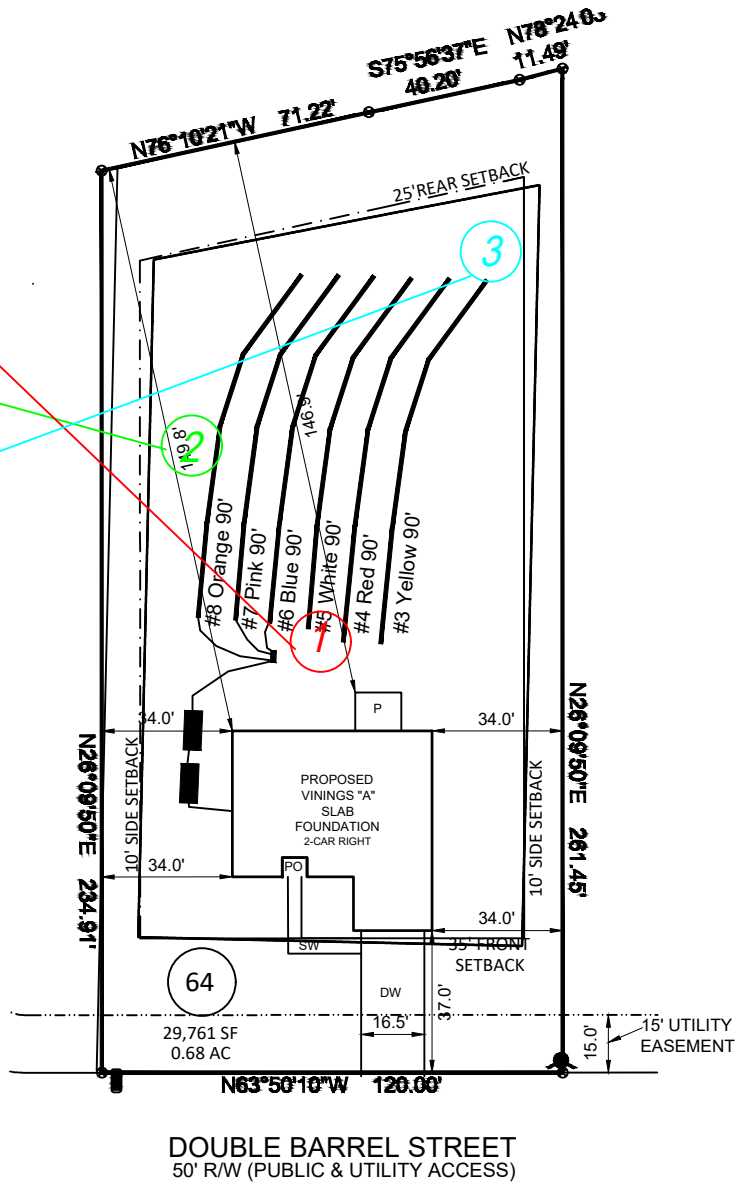 S75°56'37"E
40.20'
11.49'
N76°10'21"W 71.22'
25'REAR SETBACK
3
2
146.9'
#8 Orange 90'
#7 Pink 90'
#6 Blue 90'
#5 White 90'
#4 Red 90'
#3 Yellow 90'
1
P
34.0'
34.0'
N26°09'50"E 234.91'
10' SIDE SETBACK
PROPOSED
VININGS "A"
SLAB
FOUNDATION
2-CAR RIGHT
PO
10' SIDE SETBACK
N26°09'50"E 261.45'
34.0'
34.0'
SW
35' FRONT
SETBACK
64
29,761 SF
0.68 AC
DW
16.5'
37.0'
15.0'
15' UTILITY
EASEMENT
N63°50'10"W 120.00'
DOUBLE BARREL STREET
50' R/W (PUBLIC & UTILITY ACCESS)